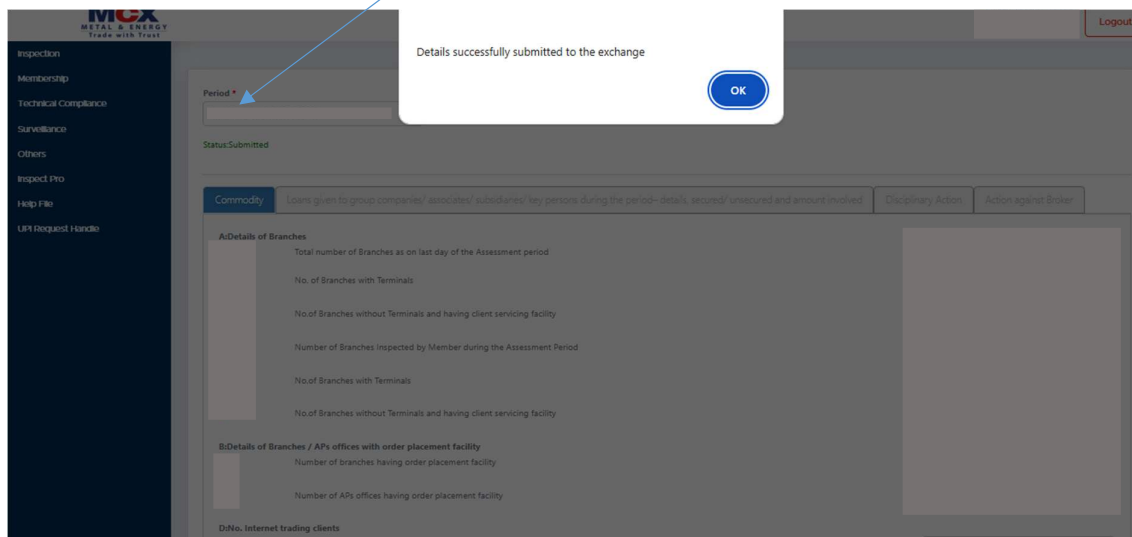 MCX
METAL & ENERGY
Trade with Trust
Logout
Details successfully submitted to the exchange
OK
Inspection
Membership
Technical Compliance
Surveillance
Others
Inspect Pro
Help File
UPI Request Handle
Period *
Status:Submitted
Commodity
Loans given to group companies/ associates/ subsidiaries/ key persons during the period– details, secured/ unsecured and amount involved
Disciplinary Action
Action against Broker
A:Details of Branches
Total number of Branches as on last day of the Assessment period
No. of Branches with Terminals
No.of Branches without Terminals and having client servicing facility
Number of Branches inspected by Member during the Assessment Period
No.of Branches with Terminals
No.of Branches without Terminals and having client servicing facility
B:Details of Branches / APs offices with order placement facility
Number of branches having order placement facility
Number of APs offices having order placement facility
D:No. Internet trading clients